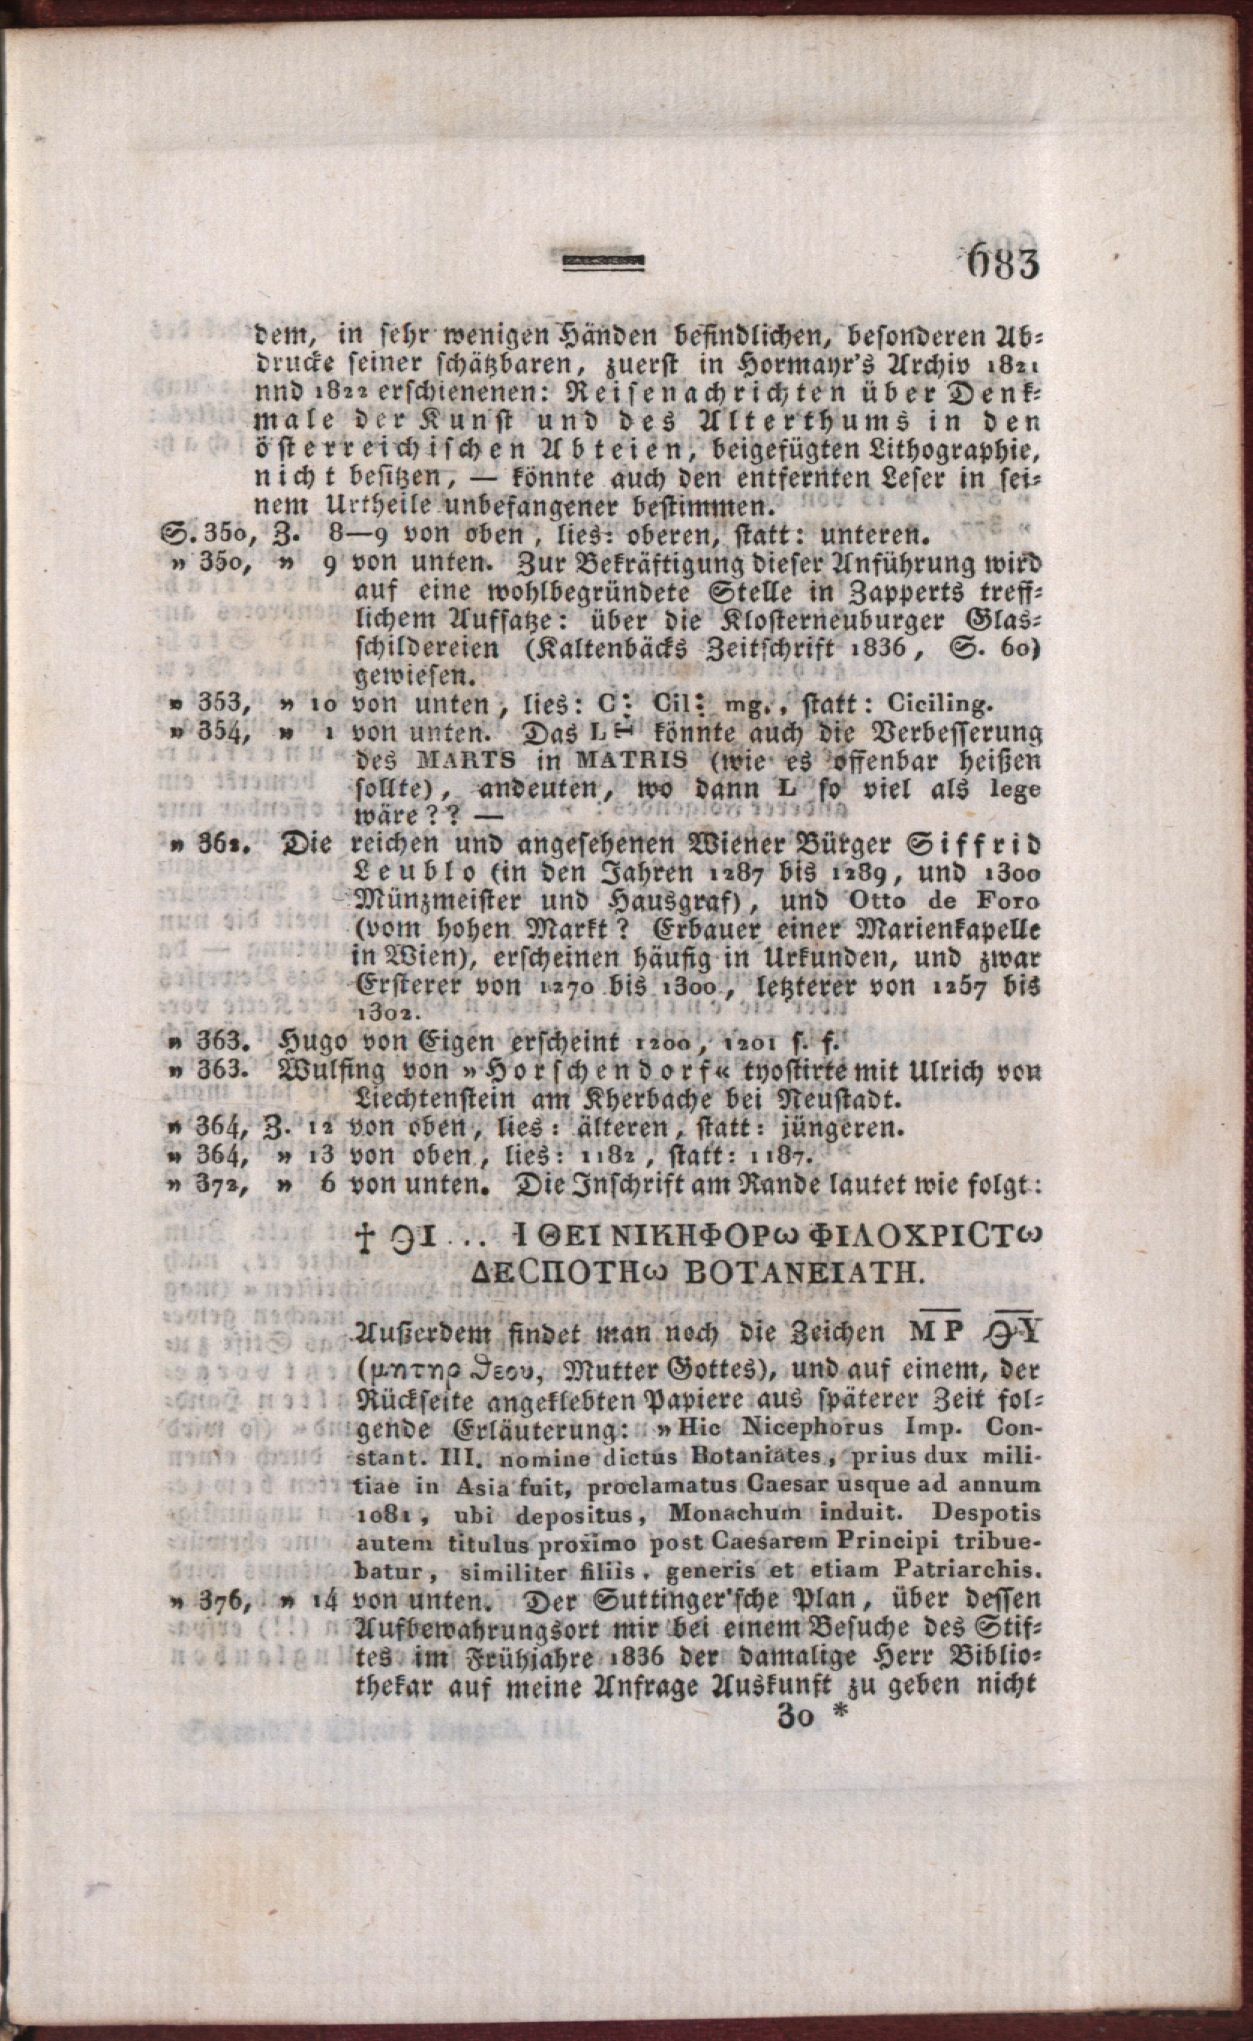 683
dem, in sehr wenigen Händen befindlichen, besonderen Ab-
drucke seiner schätzbaren, zuerst in Hormayr's Archiv 1821
nnd 1822 erschienenen: Reisenachrichten über Denk-
male der Kunst und des Alterthums in den
österreichischen Abteien, beigefügten Lithographie,
nicht besitzen, — könnte auch den entfernten Leser in sei-
nem Urtheile unbefangener bestimmen.
S. 350, Z. 8—9 von oben, lies: oberen, statt: unteren.
» 350, » 9 von unten. Zur Bekräftigung dieser Anführung wird
auf eine wohlbegründete Stelle in Zapperts treff-
lichem Auffatze: über die Klosterneuburger Glas-
schildereien (Kaltenbäcks Zeitschrift 1836, S. 60)
gewiesen.
» 353, » 10 von unten, lies: C: Cil: mg., statt: Ciciling.
» 354, » 1 von unten. Das L könnte auch die Verbesserung
des MARTS in MATRIS (wie es offenbar heißen
sollte), andeuten, wo dann L so viel als lege
wäre?? —
» 362. Die reichen und angesehenen Wiener Bürger Siffrid
Leublo (in den Jahren 1287 bis 1289, und 1300
Münzmeister und Hausgraf), und Otto de Foro
(vom hohen Markt? Erbauer einer Marienkapelle
in Wien), erscheinen häufig in Urkunden, und zwar
Ersterer von 1270 bis 1300, letzterer von 1257 bis
1302.
» 363. Hugo von Eigen erscheint 1200, 1201 s. f.
» 363. Wulfing von »Horschendorf« tyostirte mit Ulrich von
Liechtenstein am Kherbache bei Neustadt.
» 364, Z. 12 von oben, lies: älteren, statt: jüngeren.
» 364, » 13 von oben, lies: 1182, statt: 1187.
» 372, » 6 von unten. Die Inschrift am Rande lautet wie folgt:
† ϴI ... I ΘEI NIKHΦOPω ΦIΛOXPICTω
ΔECΠOTHω BOTANEIATH.
Außerdem findet man noch die Zeichen M̅P̅ ϴ̅Y̅
(μητηρ ϑεου, Mutter Gottes), und auf einem, der
Rückseite angeklebten Papiere aus späterer Zeit fol-
gende Erläuterung: »Hic Nicephorus Imp. Con-
stant. III. nomine dictus Botaniates, prius dux mili-
tiae in Asia fuit, proclamatus Caesar usque ad annum
1081, ubi depositus, Monachum induit. Despotis
autem titulus proximo post Caesarem Principi tribue-
batur, similiter filiis, generis et etiam Patriarchis.
» 376, » 14 von unten. Der Suttinger'sche Plan, über dessen
Aufbewahrungsort mir bei einem Besuche des Stif-
tes im Frühjahre 1836 der damalige Herr Biblio-
thekar auf meine Anfrage Auskunft zu geben nicht
30 *